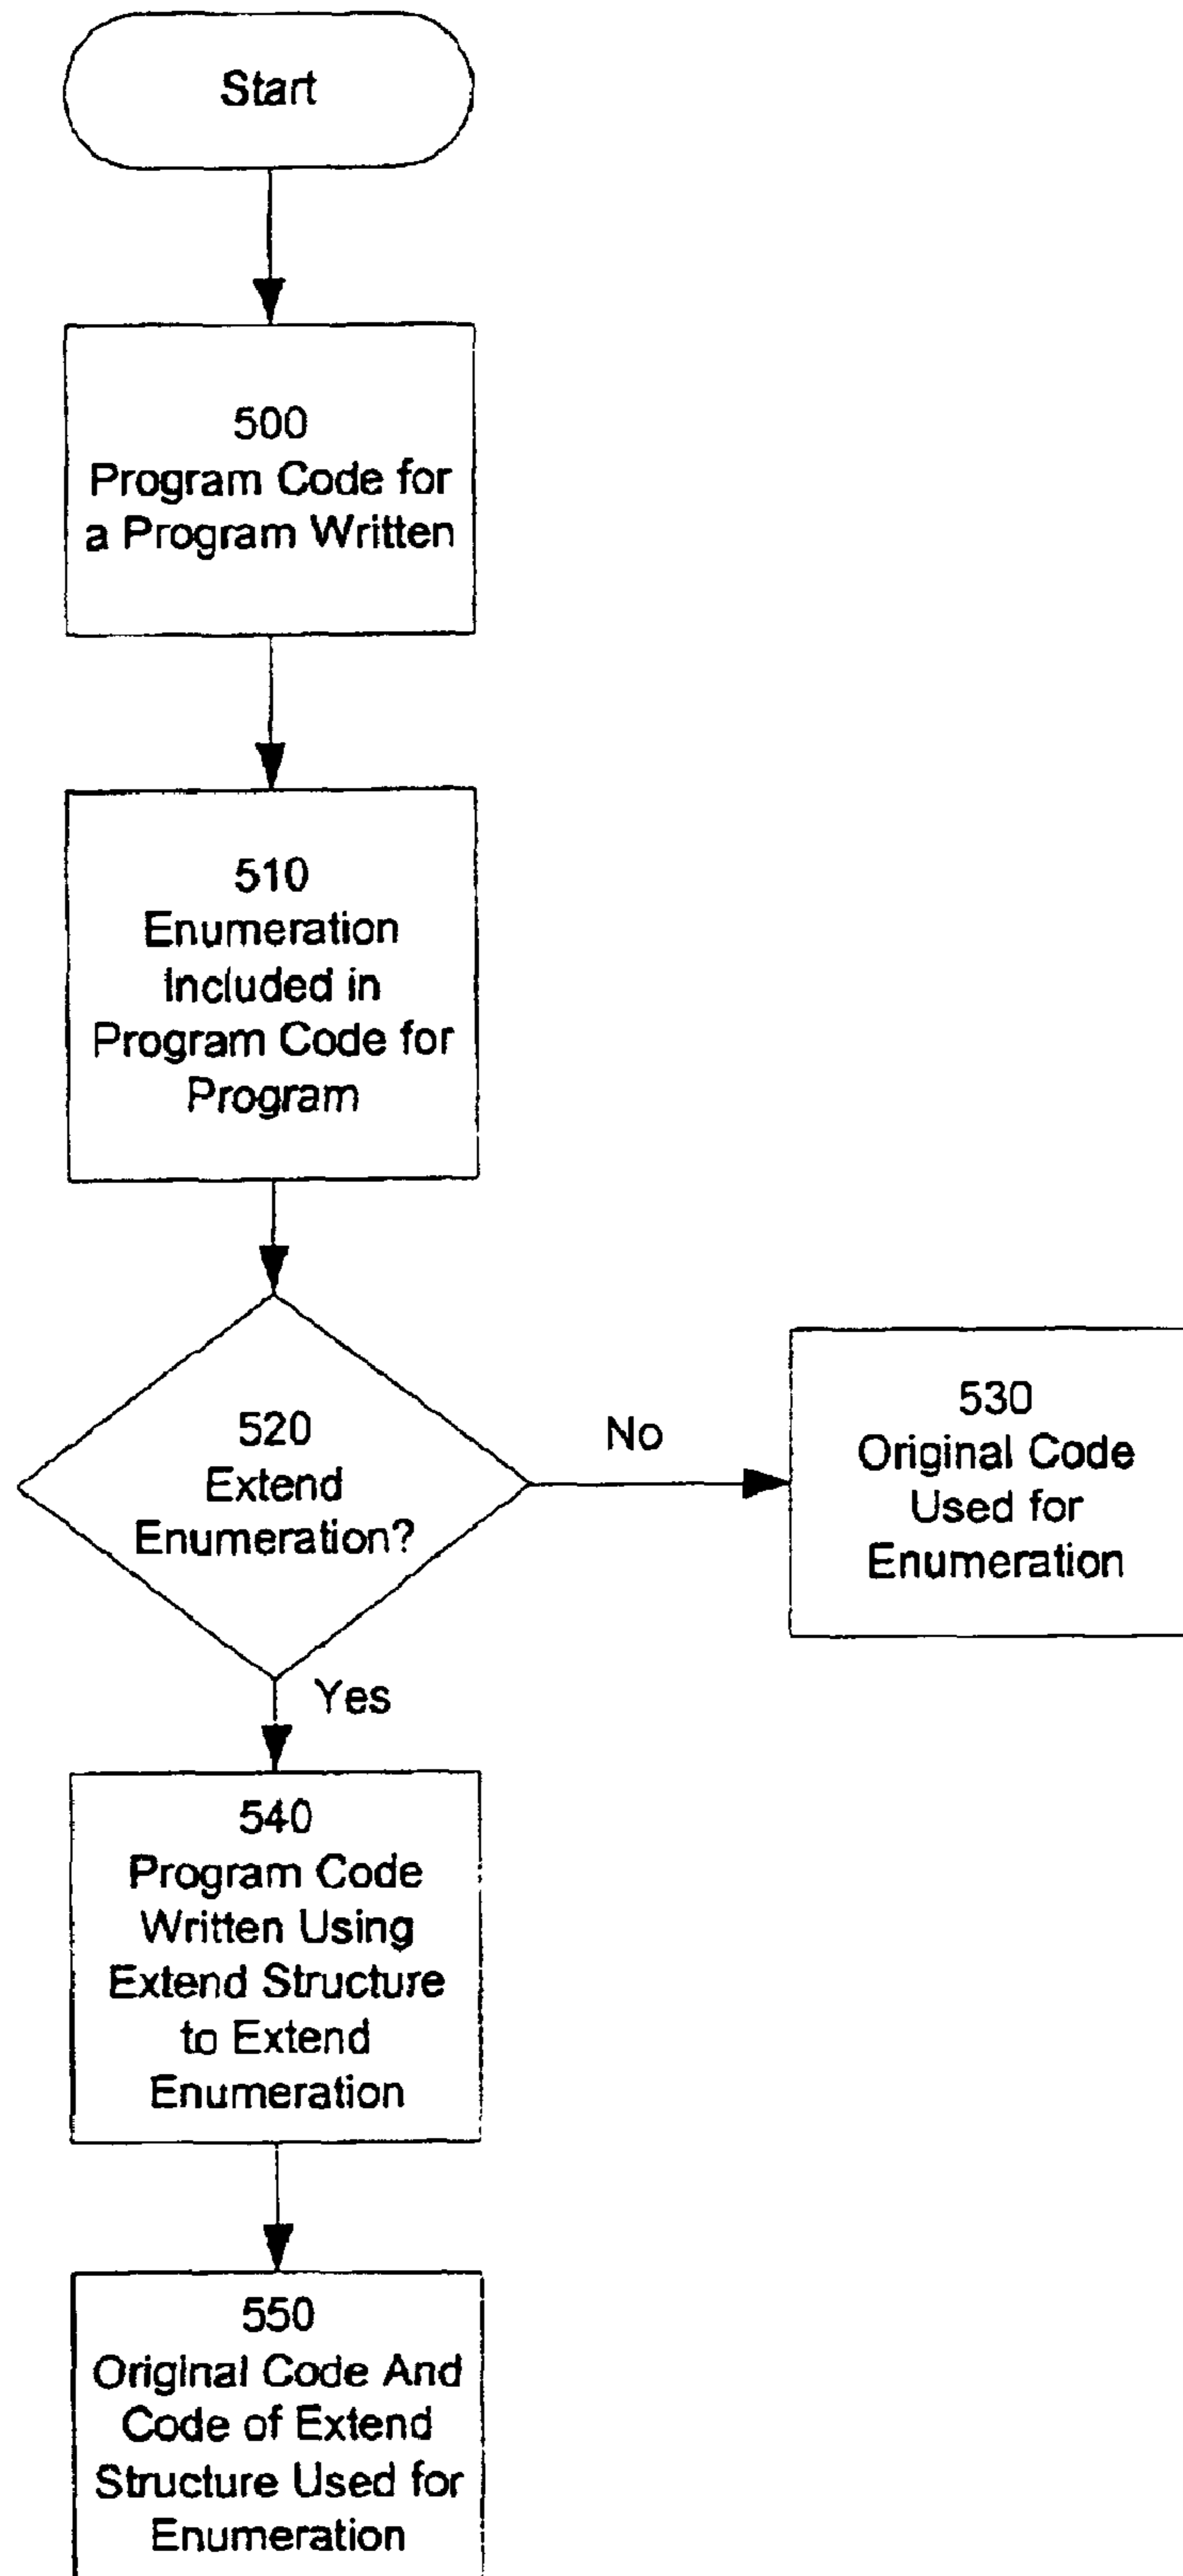 Start
500
Program Code for
a Program Written
510
Enumeration
Included in
Program Code for
Program
520
Extend
Enumeration?
No
530
Original Code
Used for
Enumeration
Yes
540
Program Code
Written Using
Extend Structure
to Extend
Enumeration
550
Original Code And
Code of Extend
Structure Used for
Enumeration